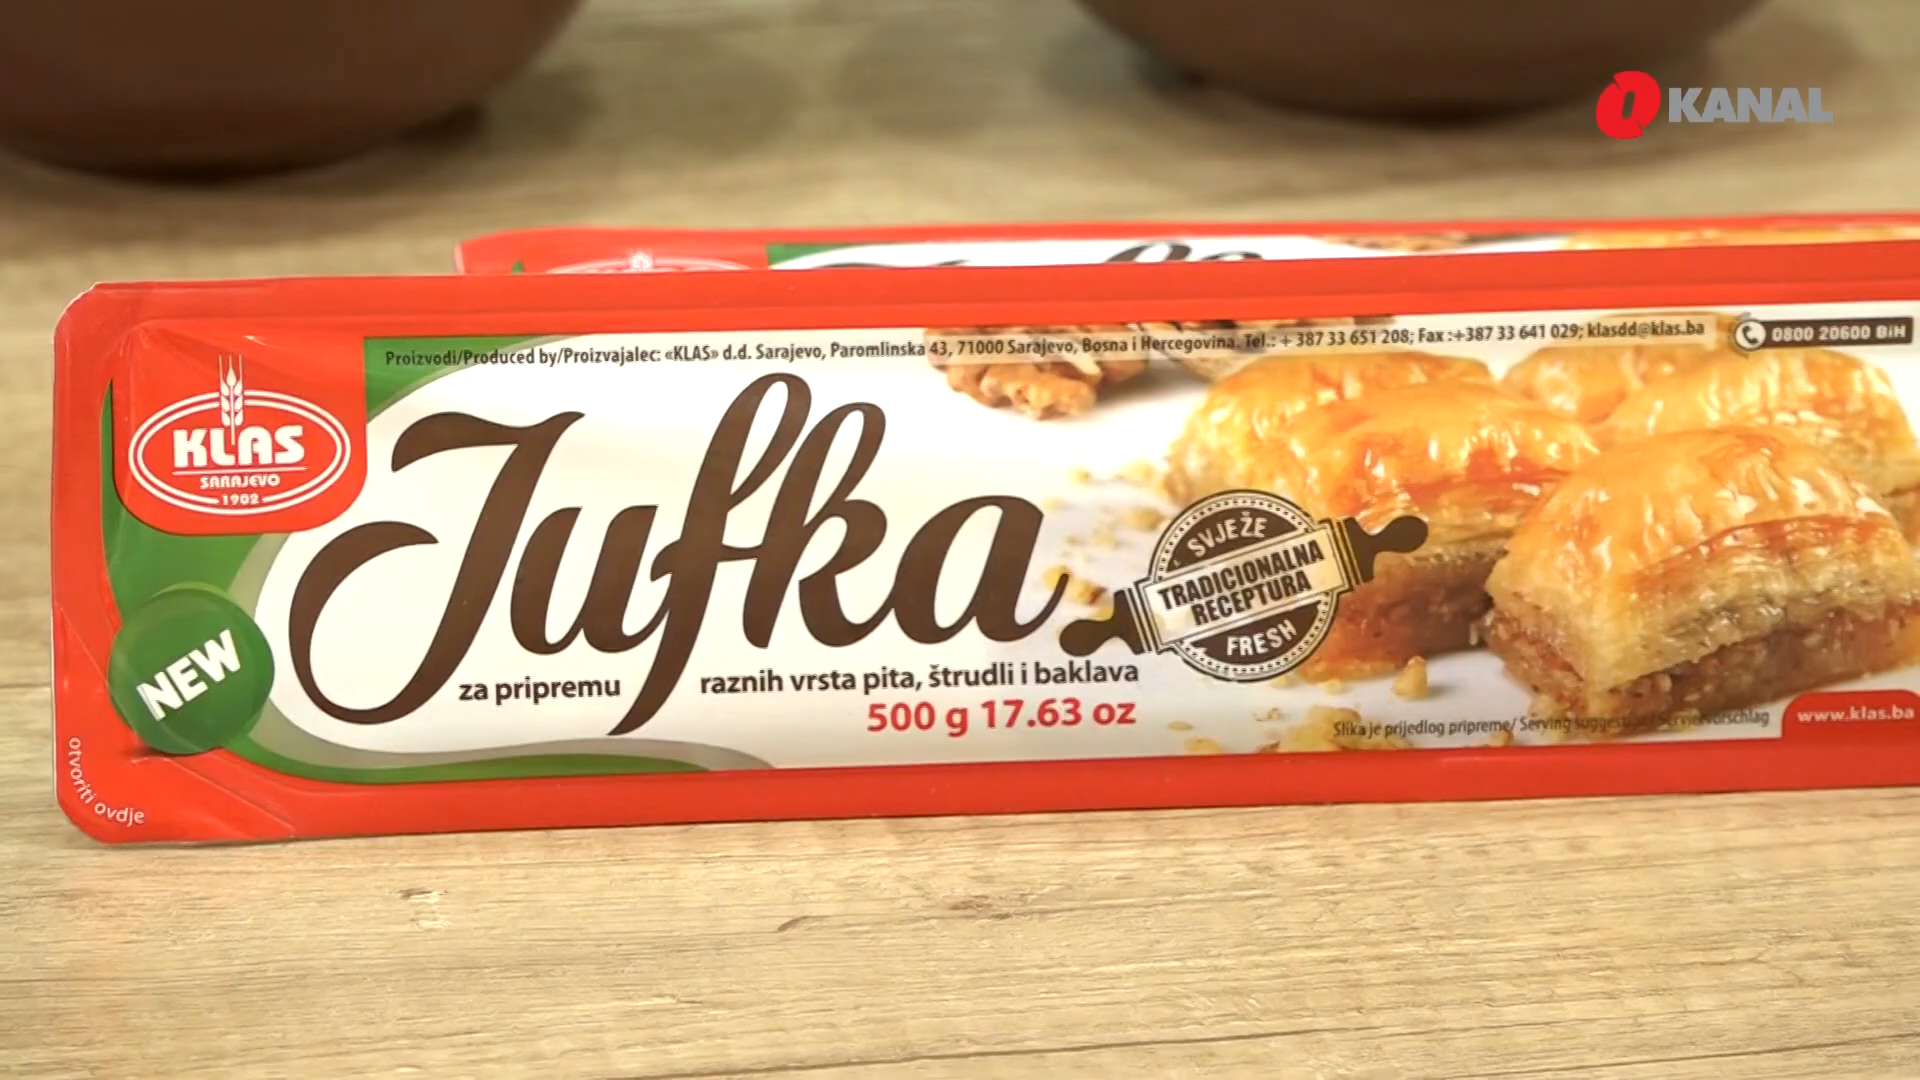 O KANAL
Proizvodi/Produced by/Proizvajalec: «KLAS» d.d. Sarajevo, Paromlinska 43, 71000 Sarajevo, Bosna i Hercegovina. Tel.: + 387 33 651 208; Fax :+387 33 641 029; klasdd@klas.ba
0800 20600 BiH
KLAS
SARAJEVO
1902
Jufka
SVJEŽE
TRADICIONALNA
RECEPTURA
FRESH
NEW
za pripremu raznih vrsta pita, štrudli i baklava
500 g 17.63 oz
Slika je prijedlog pripreme/ Serving suggestion/ Serviervorschlag
www.klas.ba
otvoriti ovdje